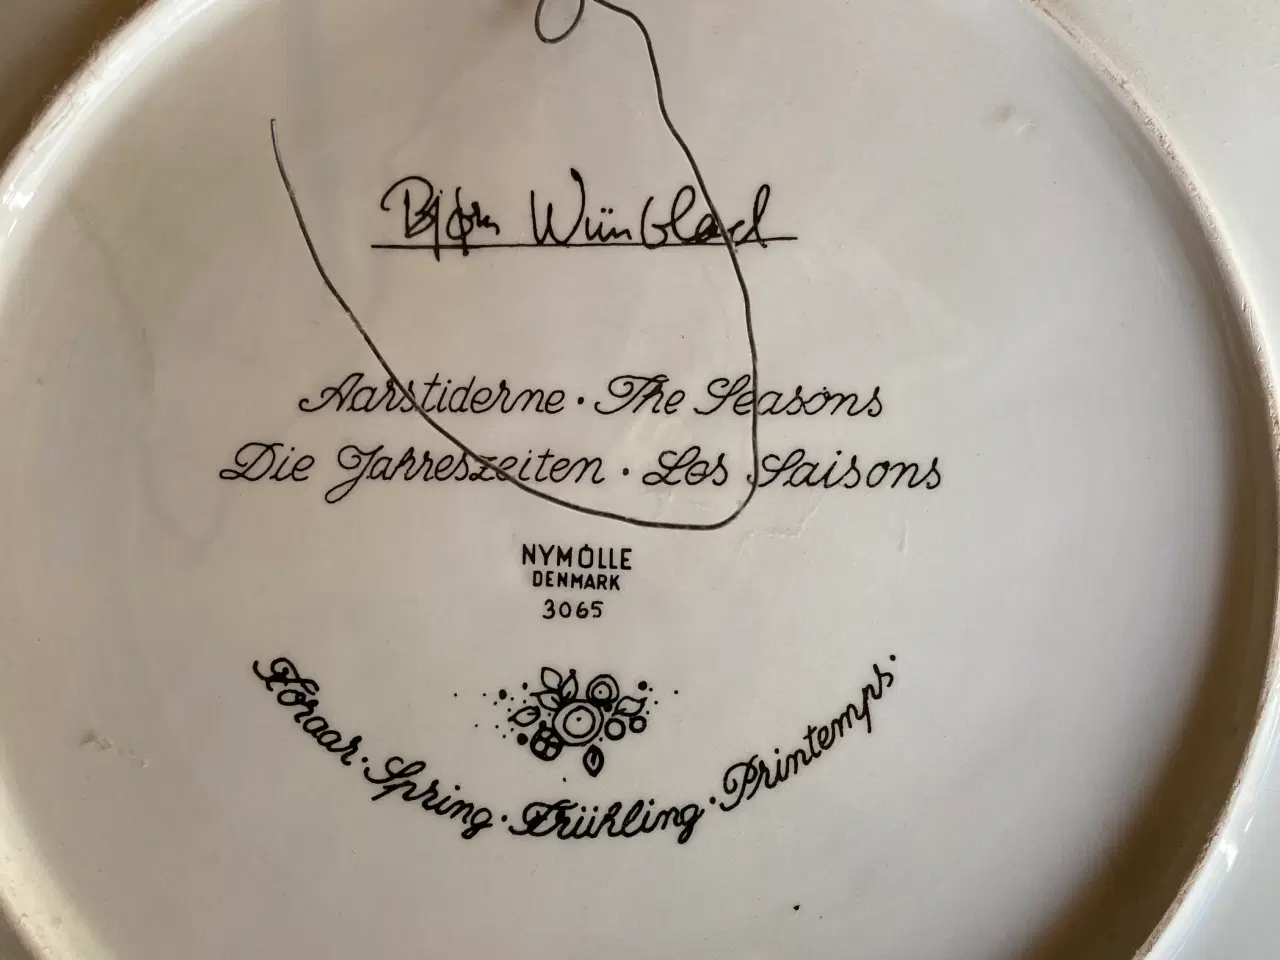 Bjørn Wiinblad
Aarstiderne · The Seasons
Die Jahreszeiten · Les Saisons
NYMØLLE
DENMARK
3065
Foraar · Spring · Frühling · Printemps ·